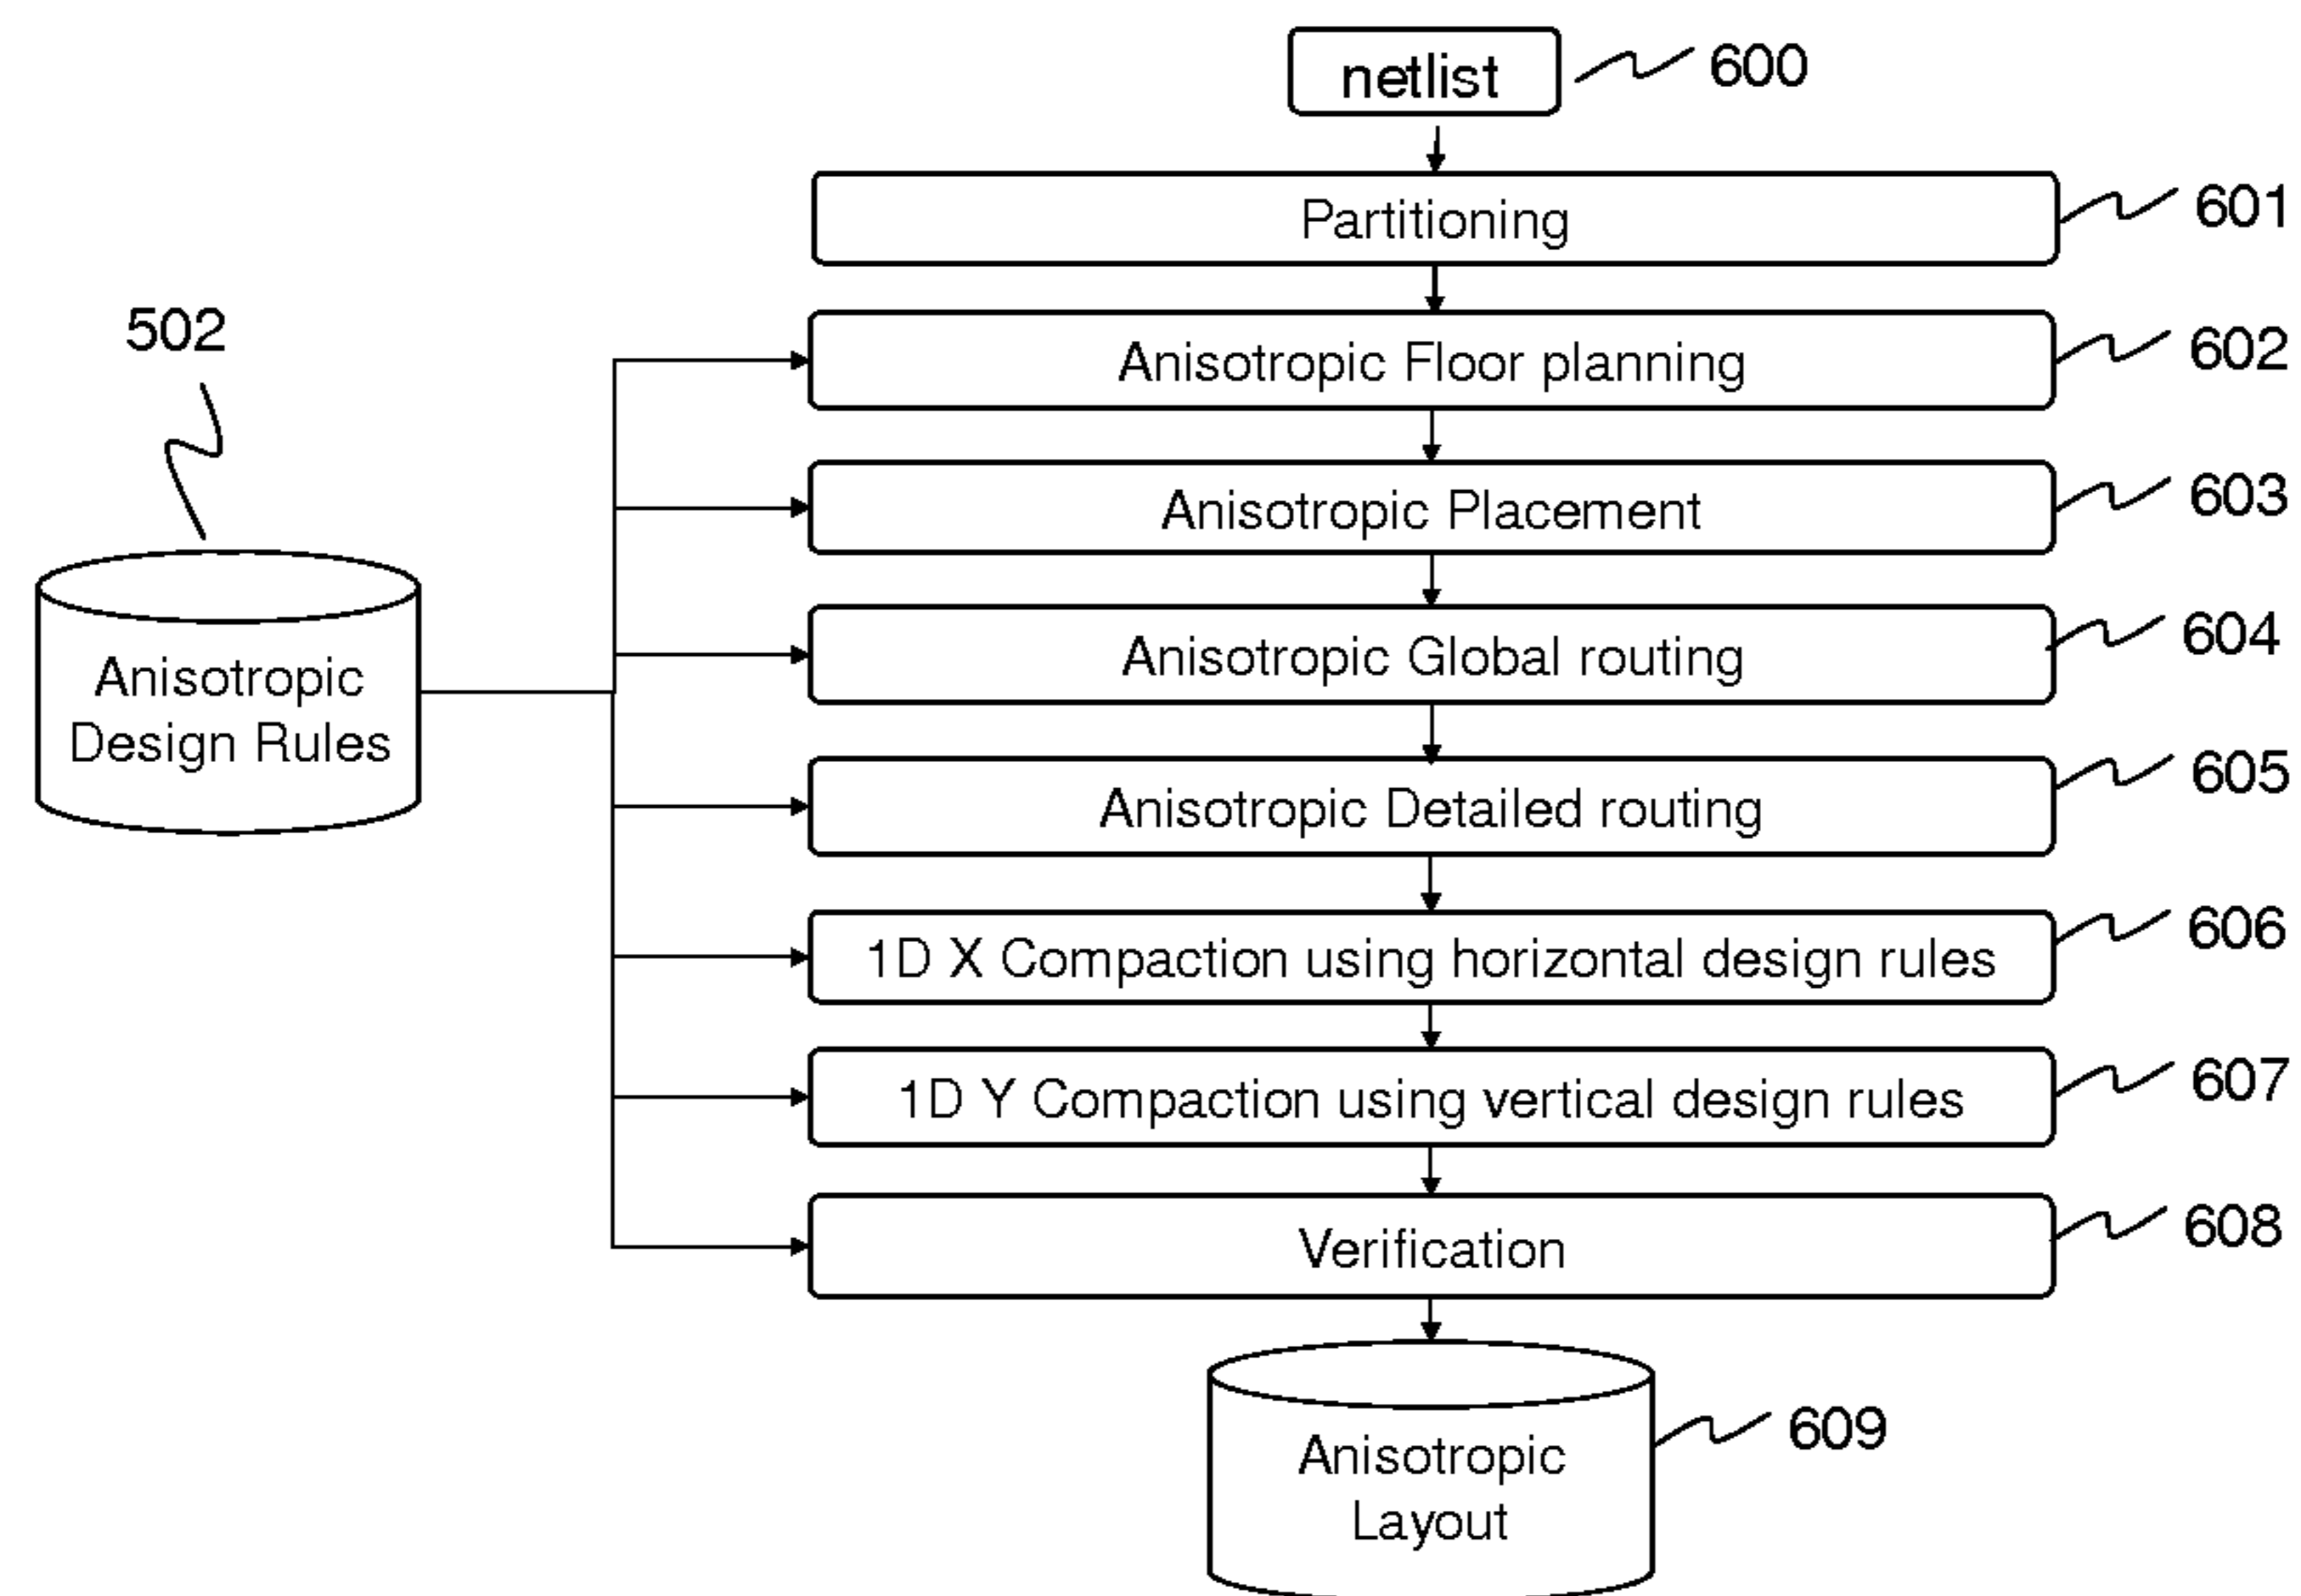 netlist
600
Partitioning
601
502
Anisotropic Floor planning
602
Anisotropic Placement
603
Anisotropic Global routing
604
Anisotropic
Design Rules
Anisotropic Detailed routing
605
1D X Compaction using horizontal design rules
606
1D Y Compaction using vertical design rules
607
Verification
608
Anisotropic
Layout
609